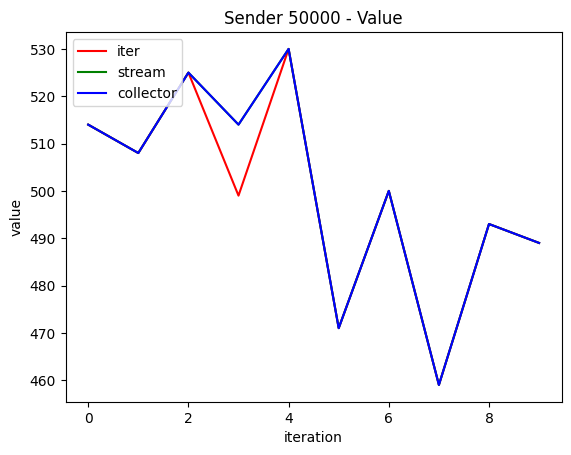 Sender 50000 - Value
iter
stream
collector
530
520
510
500
490
480
470
460
value
0
2
4
6
8
iteration